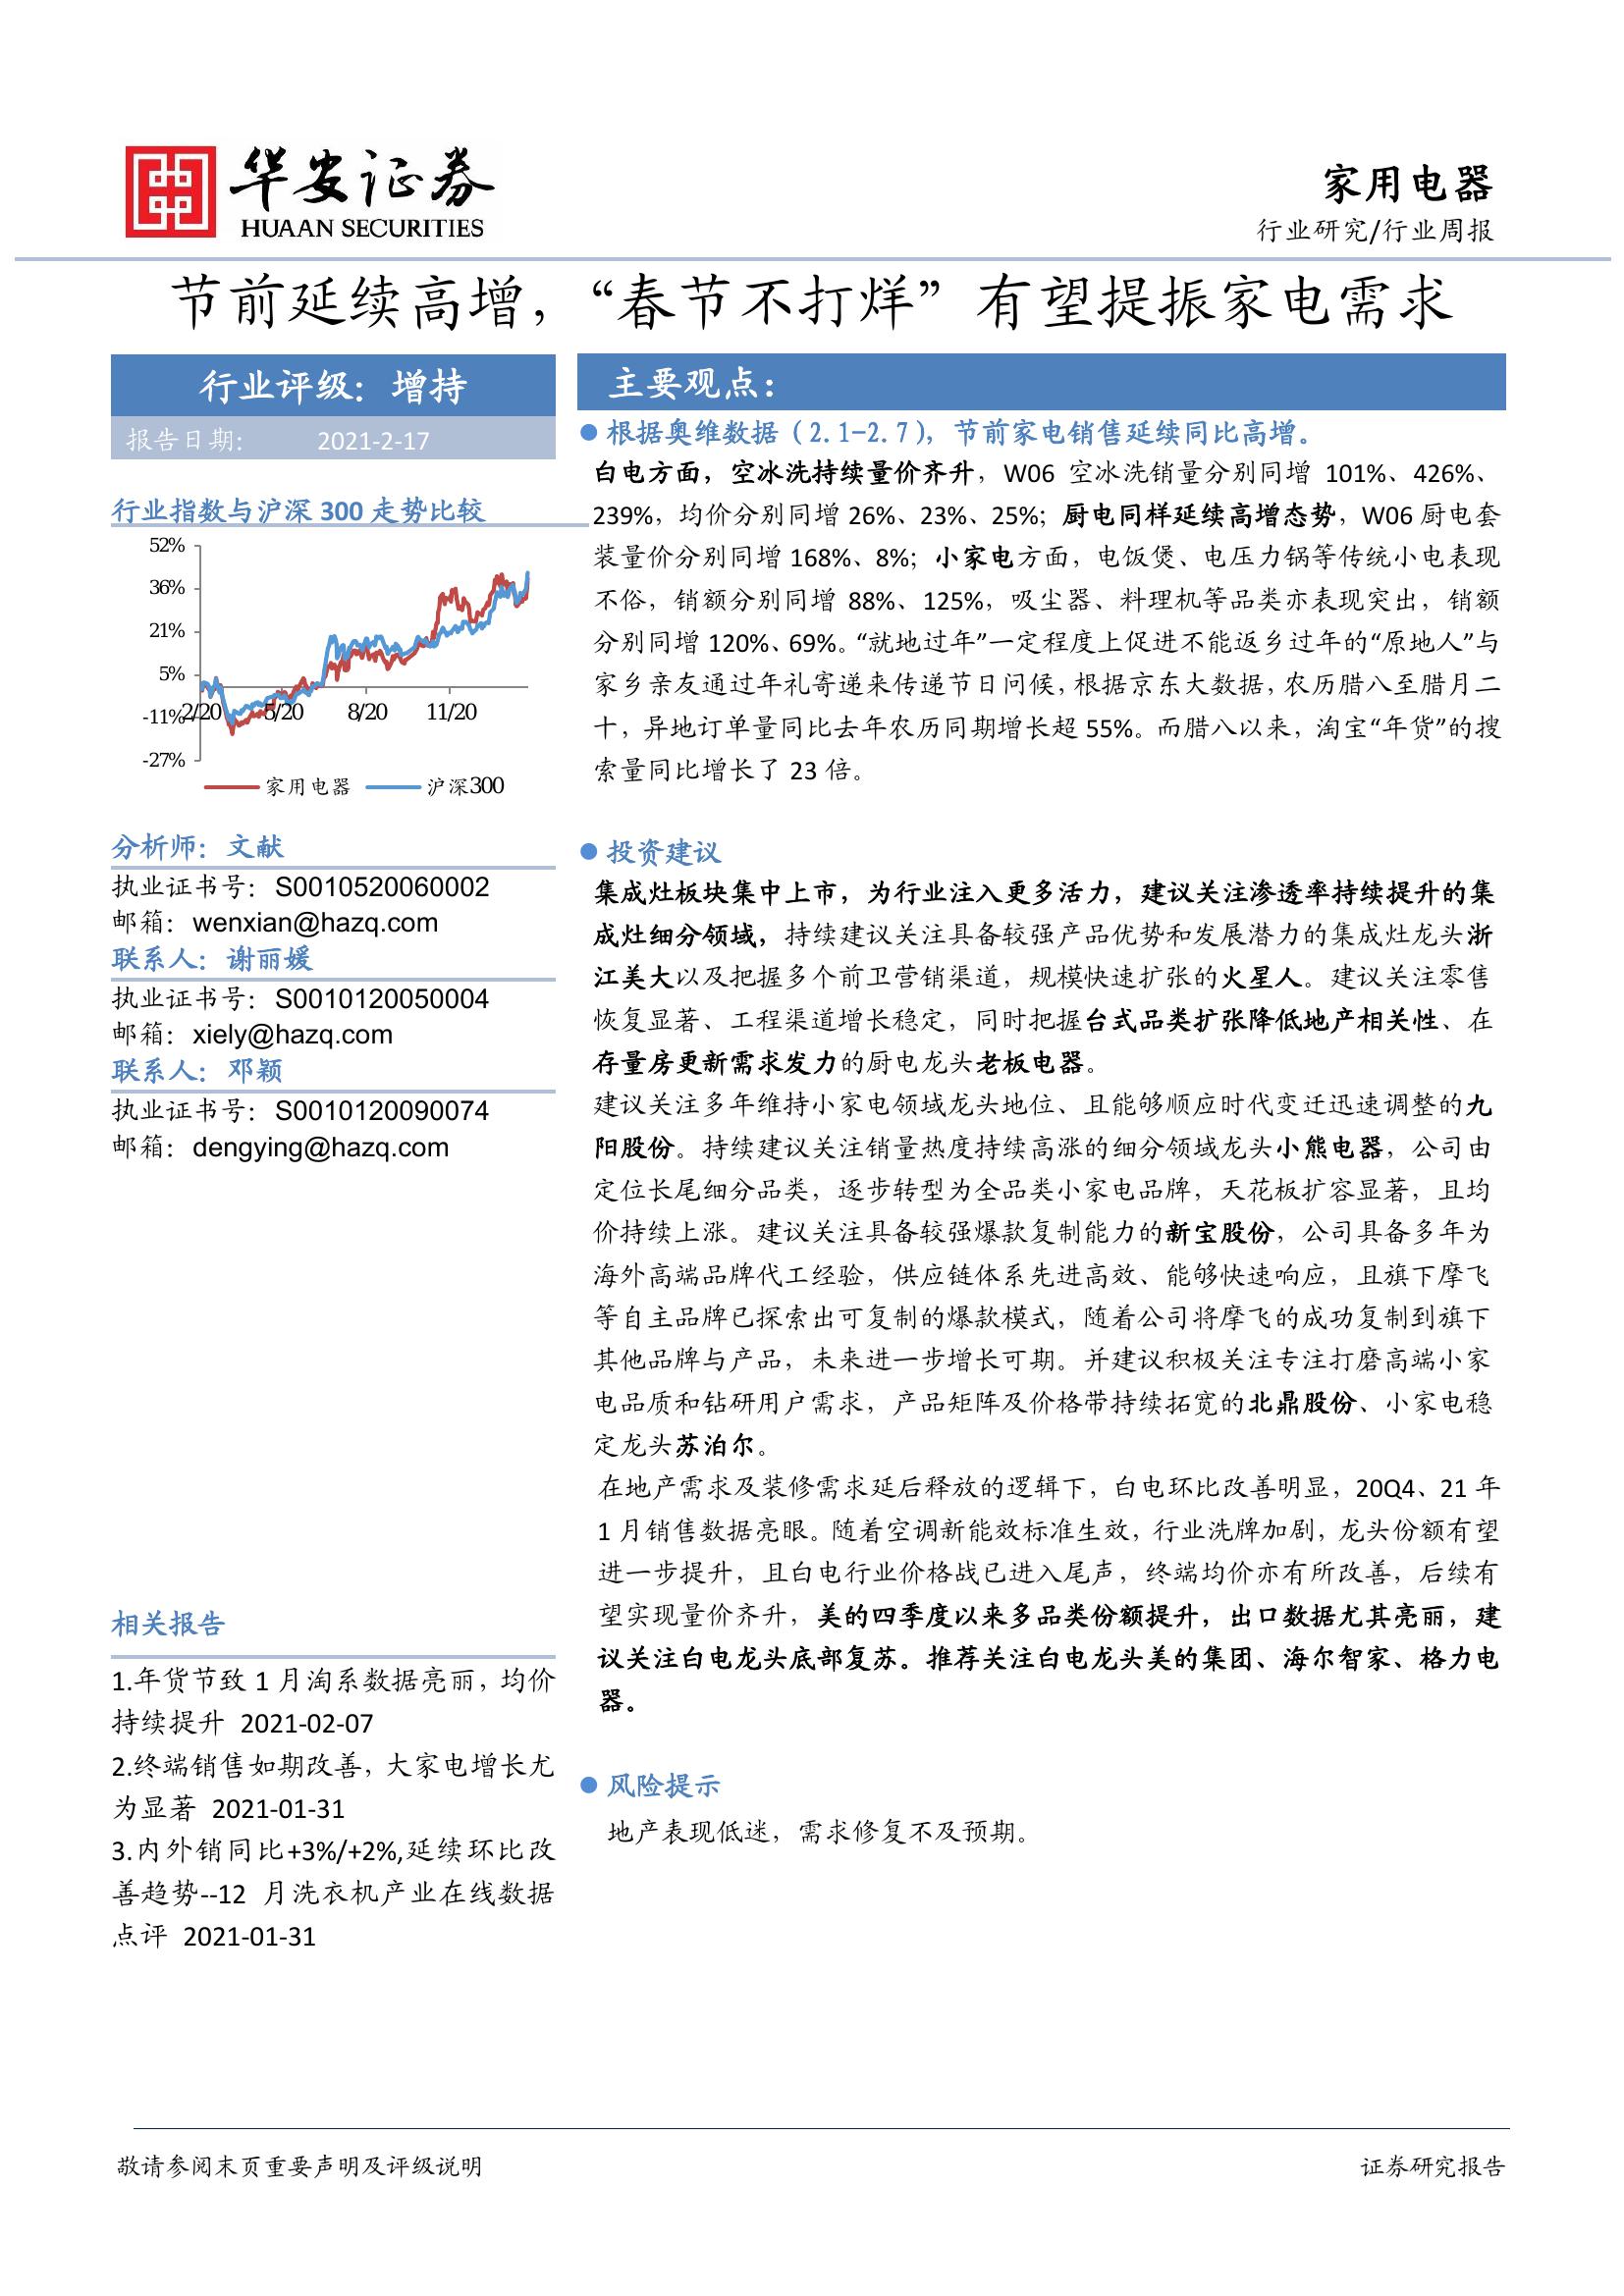 华安证券
HUAAN SECURITIES
家用电器
行业研究/行业周报
节前延续高增，“春节不打烊”有望提振家电需求
行业评级：增持
报告日期： 2021-2-17
行业指数与沪深 300 走势比较
52%
36%
21%
5%
-11%
-27%
2/20 5/20 8/20 11/20
家用电器 沪深300
分析师：文献
执业证书号：S0010520060002
邮箱：wenxian@hazq.com
联系人：谢丽媛
执业证书号：S0010120050004
邮箱：xiely@hazq.com
联系人：邓颖
执业证书号：S0010120090074
邮箱：dengying@hazq.com
相关报告
1.年货节致 1 月淘系数据亮丽，均价
持续提升 2021-02-07
2.终端销售如期改善，大家电增长尤
为显著 2021-01-31
3.内外销同比+3%/+2%,延续环比改
善趋势--12 月洗衣机产业在线数据
点评 2021-01-31
主要观点：
● 根据奥维数据（2.1-2.7），节前家电销售延续同比高增。
白电方面，空冰洗持续量价齐升，W06 空冰洗销量分别同增 101%、426%、
239%，均价分别同增 26%、23%、25%；厨电同样延续高增态势，W06 厨电套
装量价分别同增 168%、8%；小家电方面，电饭煲、电压力锅等传统小电表现
不俗，销额分别同增 88%、125%，吸尘器、料理机等品类亦表现突出，销额
分别同增 120%、69%。“就地过年”一定程度上促进不能返乡过年的“原地人”与
家乡亲友通过年礼寄递来传递节日问候，根据京东大数据，农历腊八至腊月二
十，异地订单量同比去年农历同期增长超 55%。而腊八以来，淘宝“年货”的搜
索量同比增长了 23 倍。
● 投资建议
集成灶板块集中上市，为行业注入更多活力，建议关注渗透率持续提升的集
成灶细分领域，持续建议关注具备较强产品优势和发展潜力的集成灶龙头浙
江美大以及把握多个前卫营销渠道，规模快速扩张的火星人。建议关注零售
恢复显著、工程渠道增长稳定，同时把握台式品类扩张降低地产相关性、在
存量房更新需求发力的厨电龙头老板电器。
建议关注多年维持小家电领域龙头地位、且能够顺应时代变迁迅速调整的九
阳股份。持续建议关注销量热度持续高涨的细分领域龙头小熊电器，公司由
定位长尾细分品类，逐步转型为全品类小家电品牌，天花板扩容显著，且均
价持续上涨。建议关注具备较强爆款复制能力的新宝股份，公司具备多年为
海外高端品牌代工经验，供应链体系先进高效、能够快速响应，且旗下摩飞
等自主品牌已探索出可复制的爆款模式，随着公司将摩飞的成功复制到旗下
其他品牌与产品，未来进一步增长可期。并建议积极关注专注打磨高端小家
电品质和钻研用户需求，产品矩阵及价格带持续拓宽的北鼎股份、小家电稳
定龙头苏泊尔。
在地产需求及装修需求延后释放的逻辑下，白电环比改善明显，20Q4、21 年
1 月销售数据亮眼。随着空调新能效标准生效，行业洗牌加剧，龙头份额有望
进一步提升，且白电行业价格战已进入尾声，终端均价亦有所改善，后续有
望实现量价齐升，美的四季度以来多品类份额提升，出口数据尤其亮丽，建
议关注白电龙头底部复苏。推荐关注白电龙头美的集团、海尔智家、格力电
器。
● 风险提示
地产表现低迷，需求修复不及预期。
敬请参阅末页重要声明及评级说明
证券研究报告